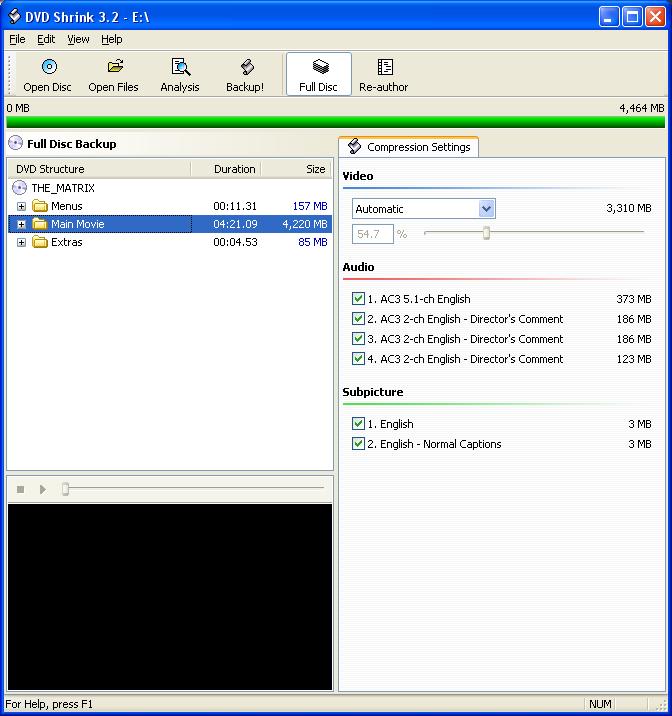 DVD Shrink 3.2 - E:\
File Edit View Help
Open Disc Open Files Analysis Backup! Full Disc Re-author
0 MB 4,464 MB
Full Disc Backup
DVD Structure Duration Size
THE_MATRIX
Menus 00:11.31 157 MB
Main Movie 04:21.09 4,220 MB
Extras 00:04.53 85 MB
Compression Settings
Video
Automatic 3,310 MB
54.7 %
Audio
1. AC3 5.1-ch English 373 MB
2. AC3 2-ch English - Director's Comment 186 MB
3. AC3 2-ch English - Director's Comment 186 MB
4. AC3 2-ch English - Director's Comment 123 MB
Subpicture
1. English 3 MB
2. English - Normal Captions 3 MB
For Help, press F1 NUM